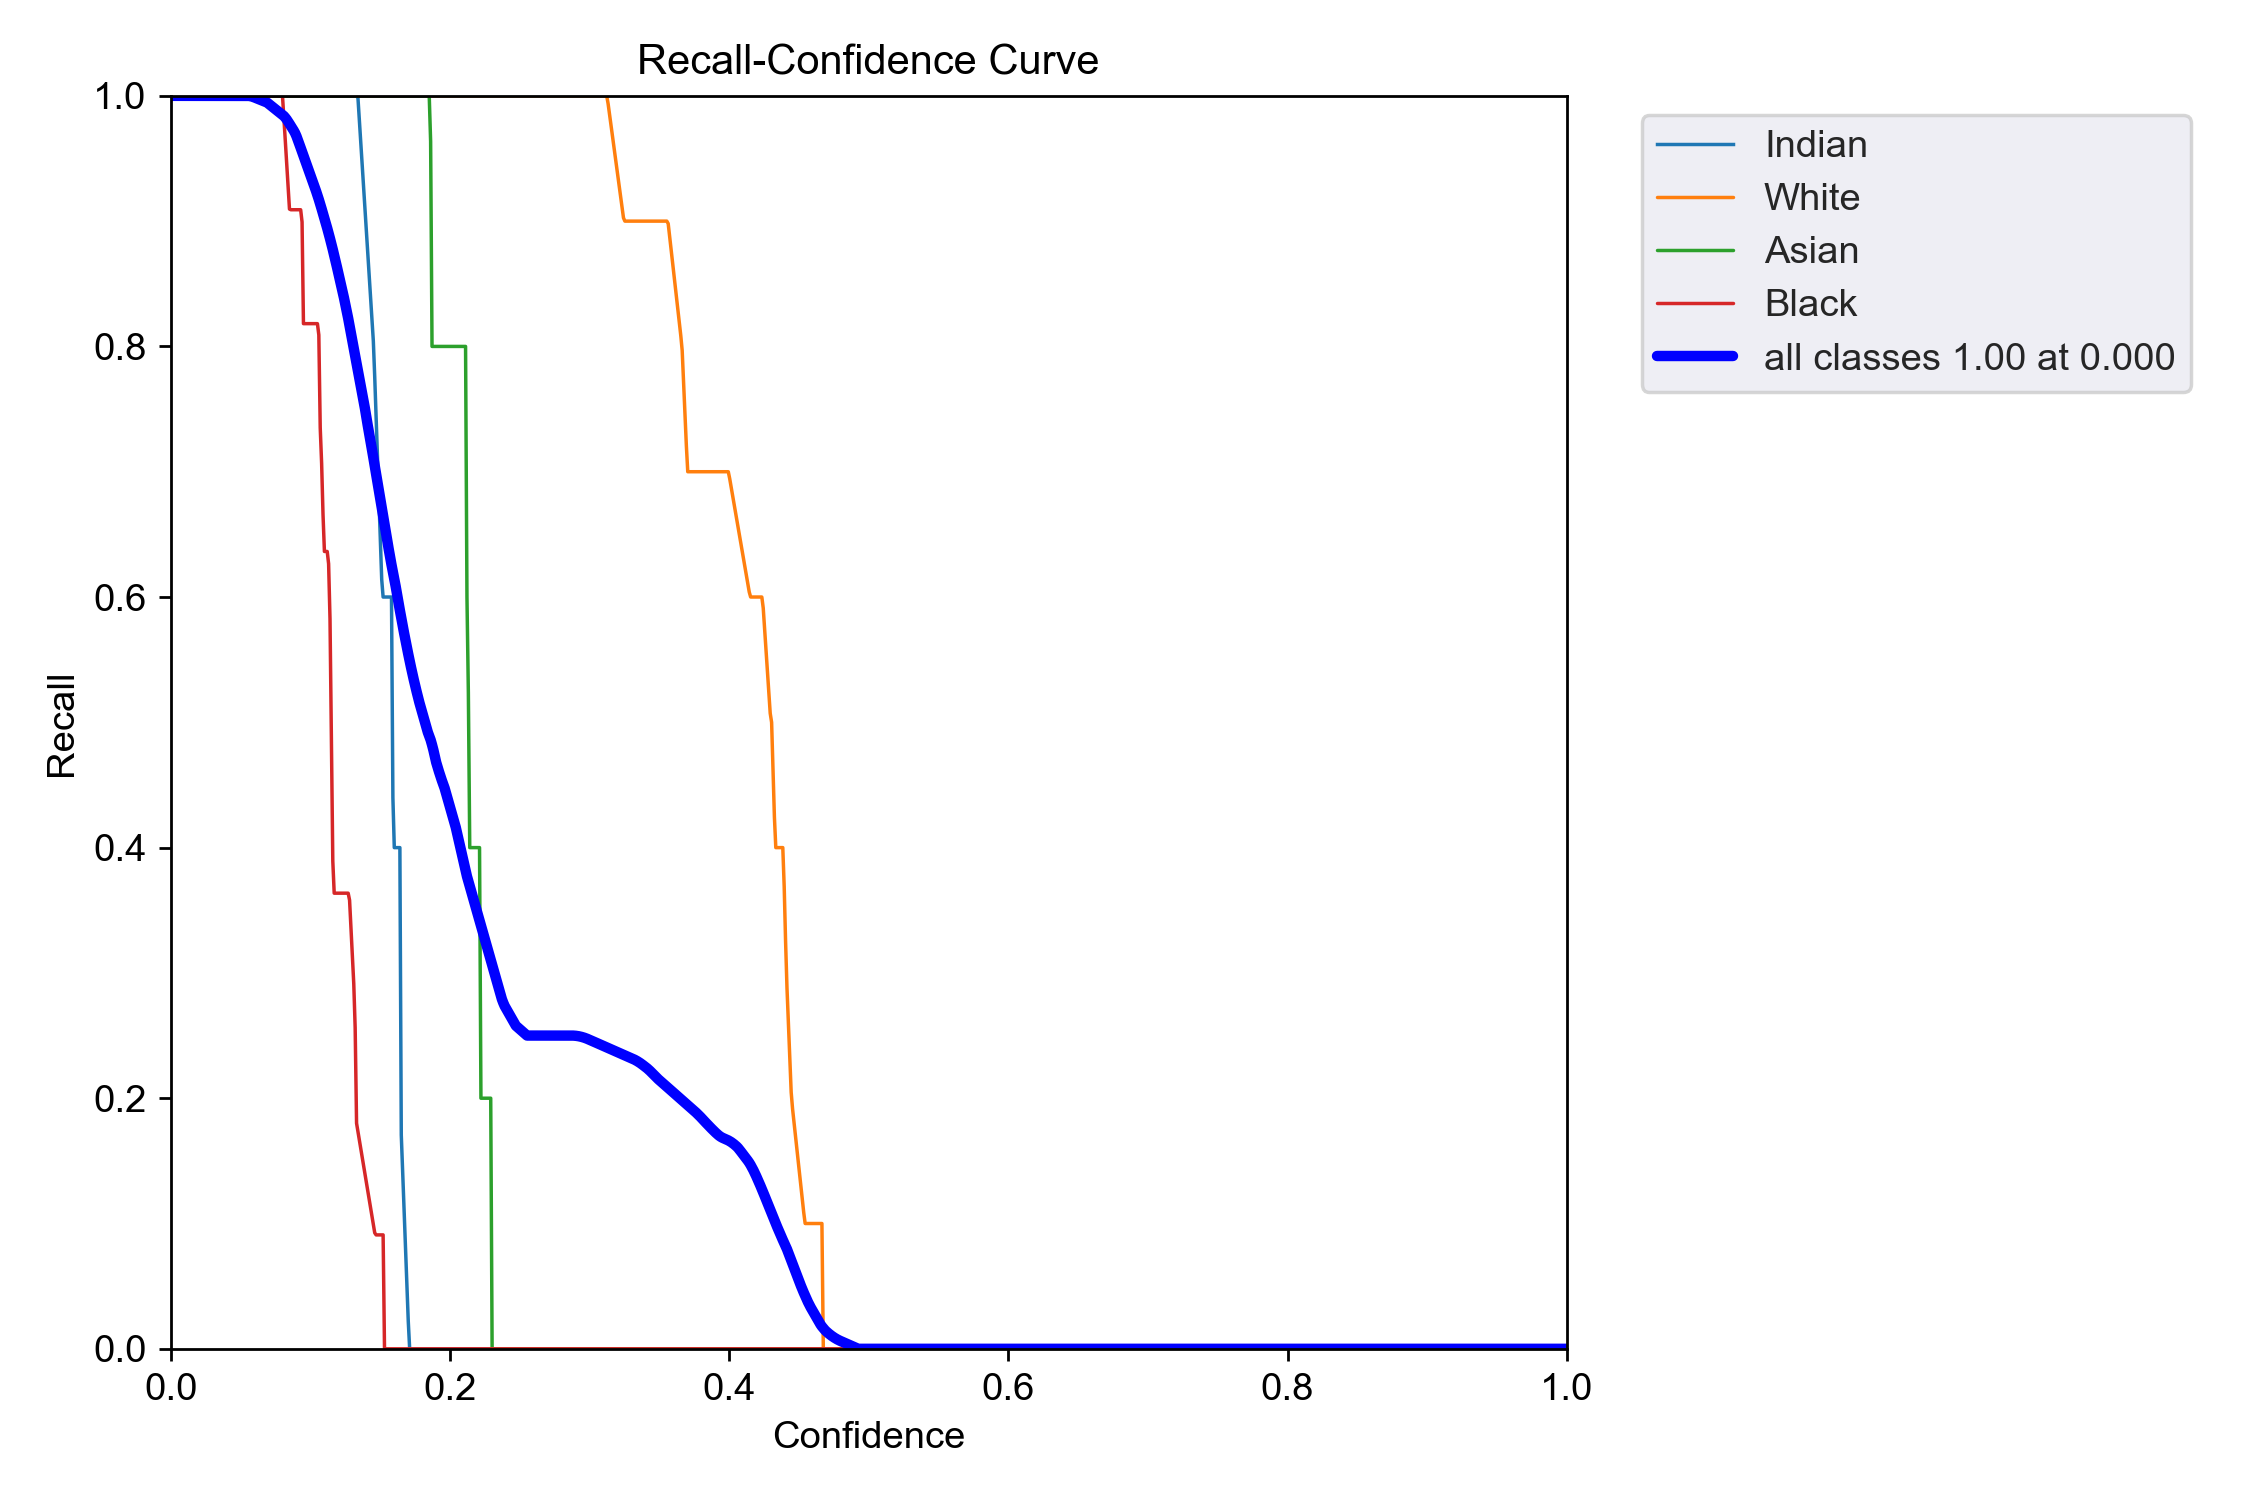 Recall-Confidence Curve
1.0
0.8
0.6
0.4
0.2
0.0
Recall
0.0 0.2 0.4 0.6 0.8 1.0
Confidence
Indian
White
Asian
Black
all classes 1.00 at 0.000